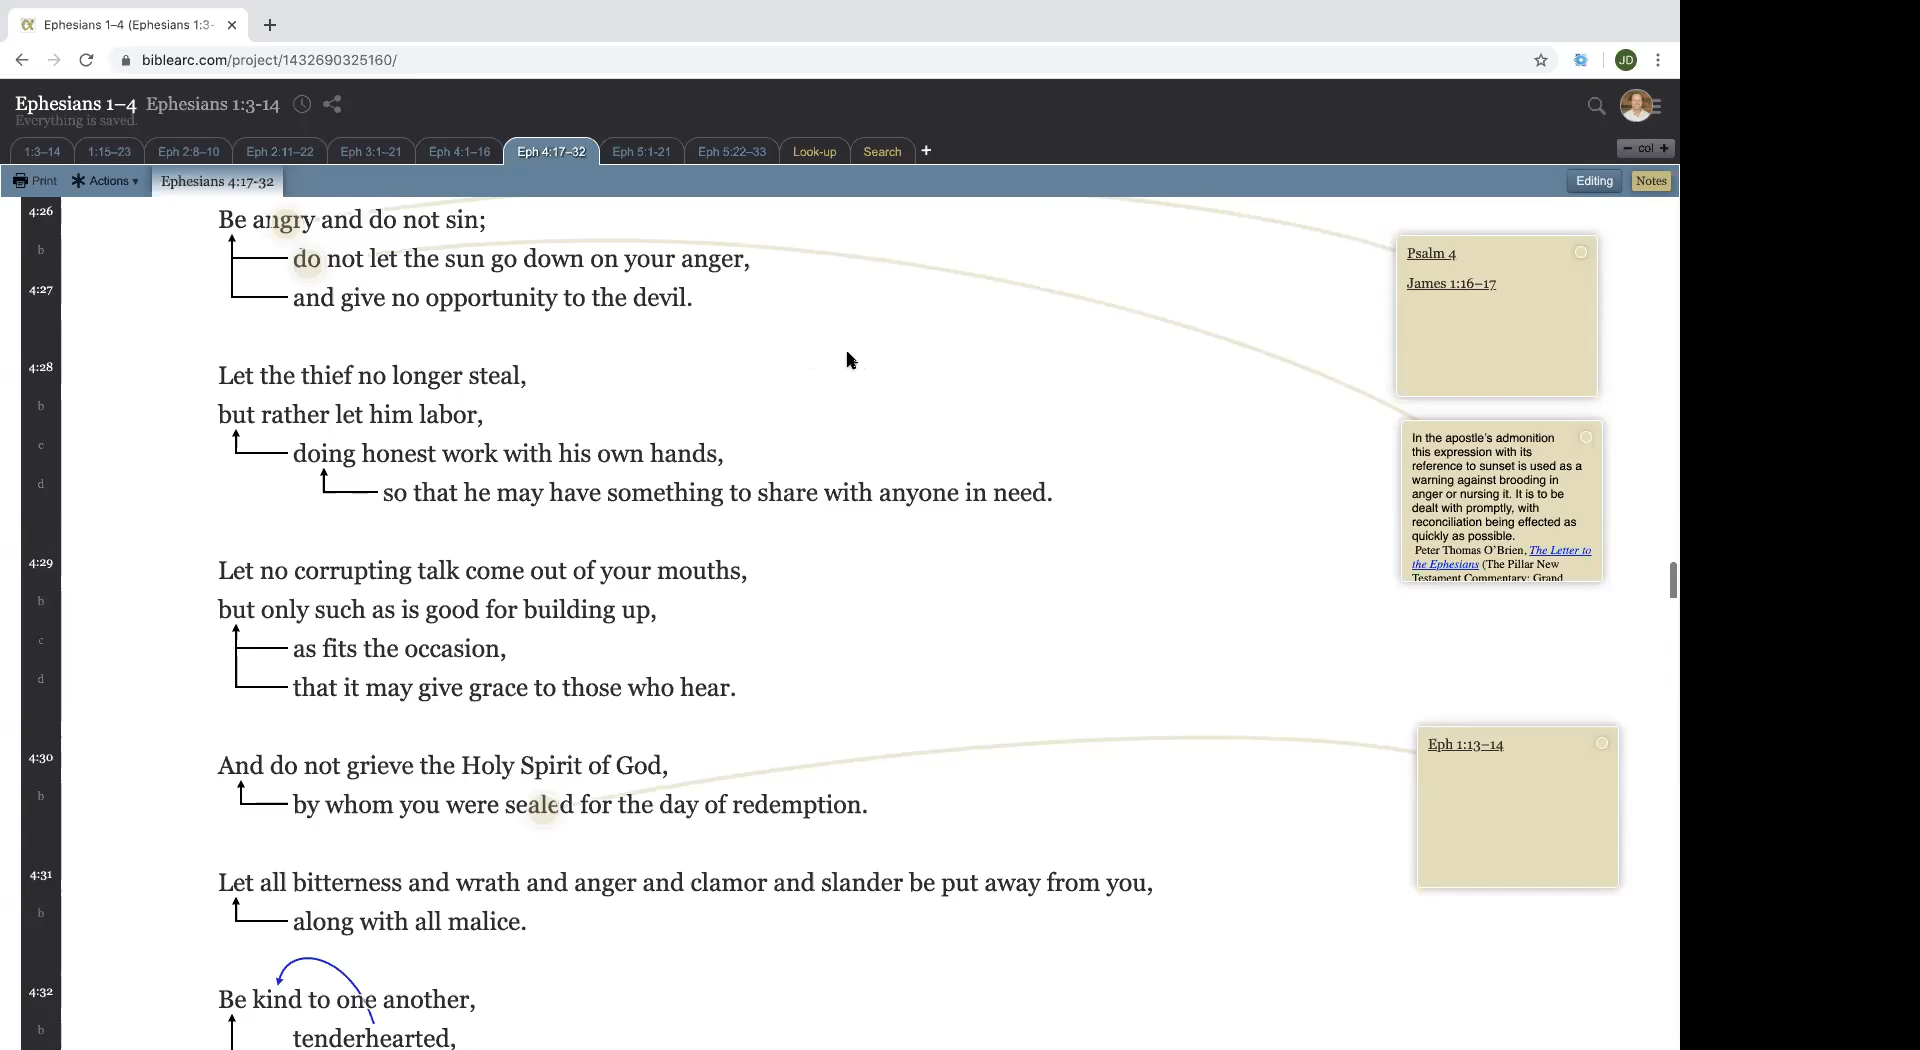 Ephesians 1–4 (Ephesians 1:3-
biblearc.com/project/1432690325160/
JD
Ephesians 1–4 Ephesians 1:3-14
Everything is saved.
1:3–14 1:15–23 Eph 2:8–10 Eph 2:11–22 Eph 3:1–21 Eph 4:1–16 Eph 4:17–32 Eph 5:1-21 Eph 5:22–33 Look-up Search +
− col +
Print Actions ▾ Ephesians 4:17-32 Editing Notes
4:26 Be angry and do not sin;
b do not let the sun go down on your anger,
4:27 and give no opportunity to the devil.
4:28 Let the thief no longer steal,
b but rather let him labor,
c doing honest work with his own hands,
d so that he may have something to share with anyone in need.
4:29 Let no corrupting talk come out of your mouths,
b but only such as is good for building up,
c as fits the occasion,
d that it may give grace to those who hear.
4:30 And do not grieve the Holy Spirit of God,
b by whom you were sealed for the day of redemption.
4:31 Let all bitterness and wrath and anger and clamor and slander be put away from you,
b along with all malice.
4:32 Be kind to one another,
b tenderhearted,
Psalm 4
James 1:16–17
In the apostle's admonition
this expression with its
reference to sunset is used as a
warning against brooding in
anger or nursing it. It is to be
dealt with promptly, with
reconciliation being effected as
quickly as possible.
Peter Thomas O'Brien, The Letter to
the Ephesians (The Pillar New
Testament Commentary; Grand
Eph 1:13–14